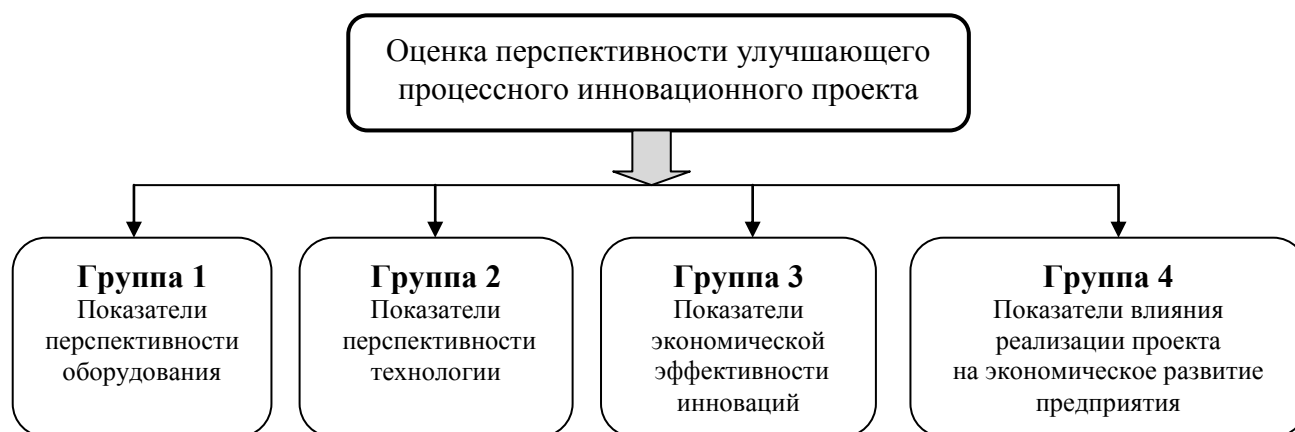 Оценка перспективности улучшающего
процессного инновационного проекта
Группа 1
Показатели
перспективности
оборудования
Группа 2
Показатели
перспективности
технологии
Группа 3
Показатели
экономической
эффективности
инноваций
Группа 4
Показатели влияния
реализации проекта
на экономическое развитие
предприятия